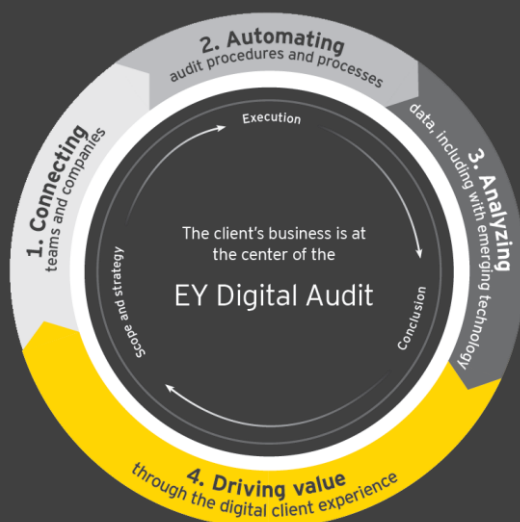 1. Connecting
teams and companies
2. Automating
audit procedures and processes
3. Analyzing
data, including with emerging technology
4. Driving value
through the digital client experience
Scope and strategy
Execution
Conclusion
The client's business is at
the center of the
EY Digital Audit